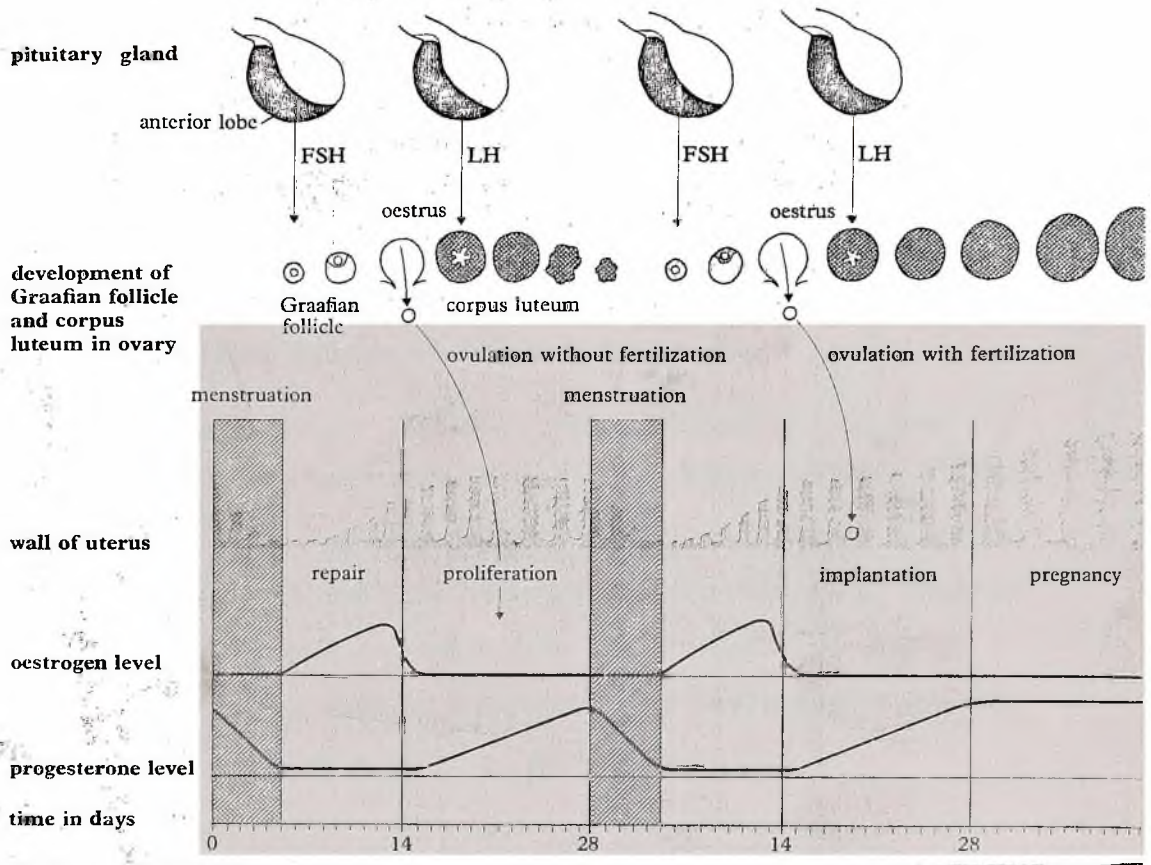 pituitary gland
anterior lobe
FSH
LH
FSH
LH
oestrus
oestrus
development of
Graafian follicle
and corpus
luteum in ovary
Graafian
follicle
corpus luteum
ovulation without fertilization
ovulation with fertilization
menstruation
menstruation
wall of uterus
repair
proliferation
implantation
pregnancy
oestrogen level
progesterone level
time in days
0
14
28
14
28